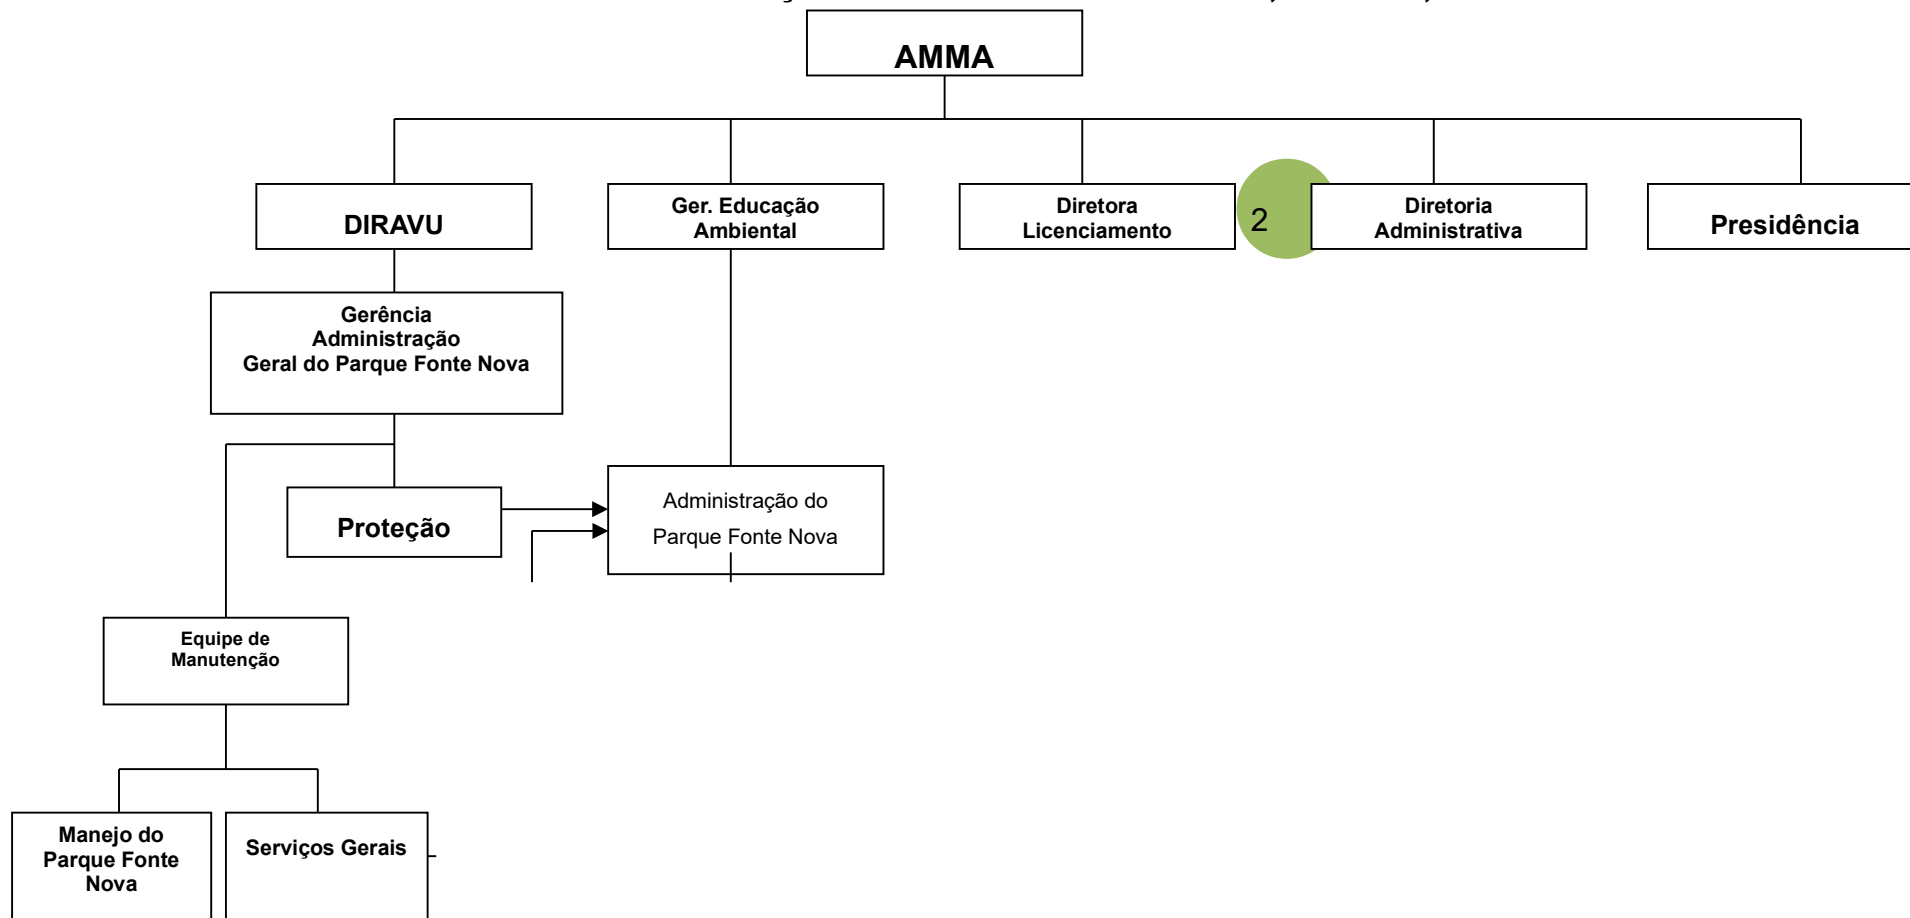 AMMA
DIRAVU
Ger. Educação
Ambiental
Diretora
Licenciamento
2
Diretoria
Administrativa
Presidência
Gerência
Administração
Geral do Parque Fonte Nova
Proteção
Administração do
Parque Fonte Nova
Equipe de
Manutenção
Manejo do
Parque Fonte
Nova
Serviços Gerais